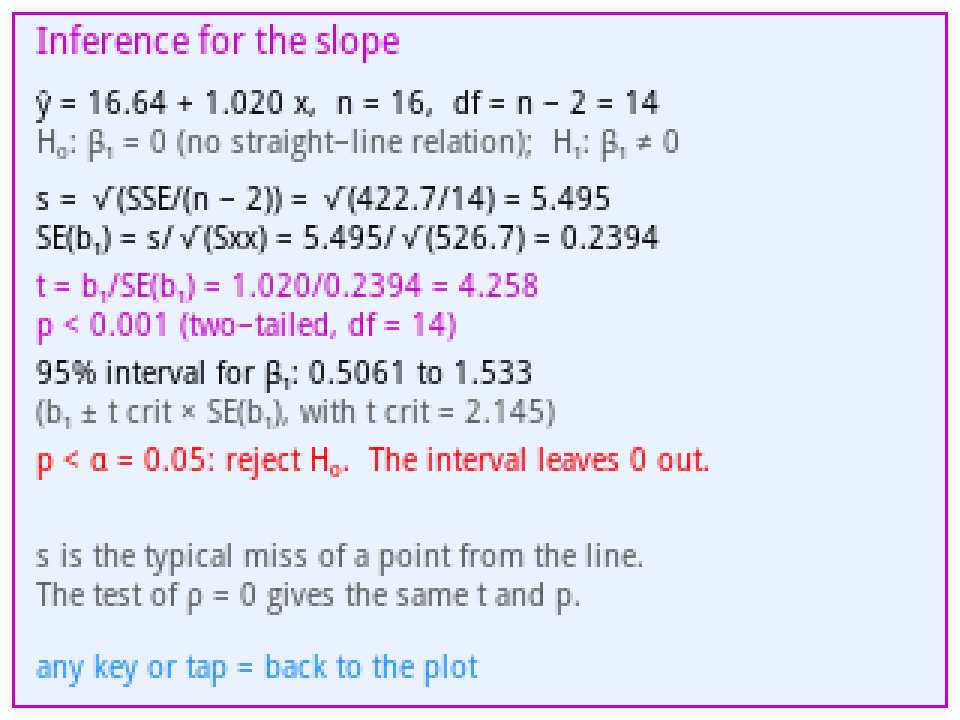 Inference for the slope
ŷ = 16.64 + 1.020 x,  n = 16,  df = n − 2 = 14
H₀: β₁ = 0 (no straight−line relation);  H₁: β₁ ≠ 0
s = √(SSE/(n − 2)) = √(422.7/14) = 5.495
SE(b₁) = s/√(Sxx) = 5.495/√(526.7) = 0.2394
t = b₁/SE(b₁) = 1.020/0.2394 = 4.258
p < 0.001 (two−tailed, df = 14)
95% interval for β₁: 0.5061 to 1.533
(b₁ ± t crit × SE(b₁), with t crit = 2.145)
p < α = 0.05: reject H₀.  The interval leaves 0 out.
s is the typical miss of a point from the line.
The test of ρ = 0 gives the same t and p.
any key or tap = back to the plot